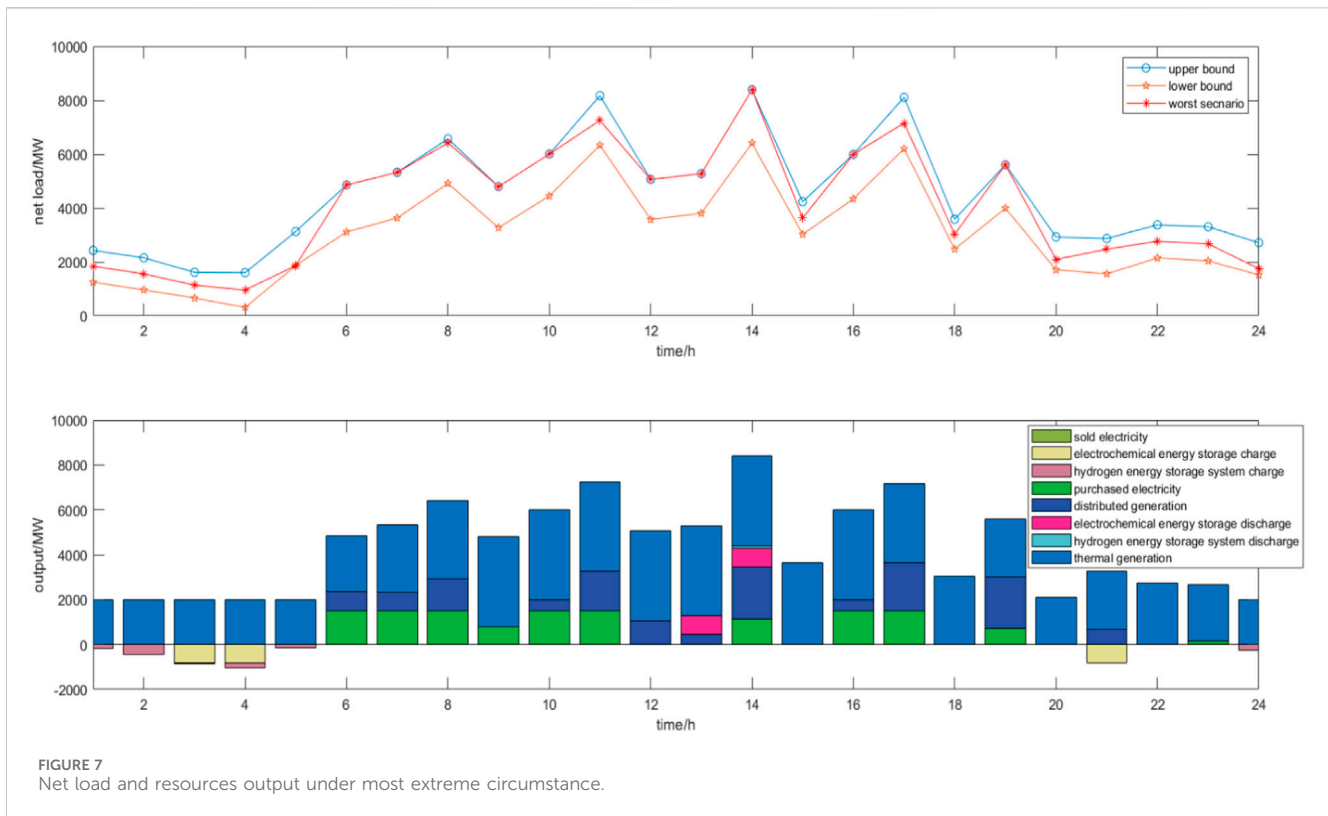 10000
8000
6000
4000
2000
0
net load/MW
upper bound
lower bound
worst secnario
2 4 6 8 10 12 14 16 18 20 22 24
time/h
10000
8000
6000
4000
2000
0
-2000
output/MW
sold electricity
electrochemical energy storage charge
hydrogen energy storage system charge
purchased electricity
distributed generation
electrochemical energy storage discharge
hydrogen energy storage system discharge
thermal generation
2 4 6 8 10 12 14 16 18 20 22 24
time/h
FIGURE 7
Net load and resources output under most extreme circumstance.